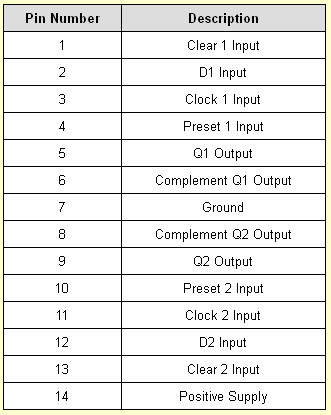 Pin Number Description
1 Clear 1 Input
2 D1 Input
3 Clock 1 Input
4 Preset 1 Input
5 Q1 Output
6 Complement Q1 Output
7 Ground
8 Complement Q2 Output
9 Q2 Output
10 Preset 2 Input
11 Clock 2 Input
12 D2 Input
13 Clear 2 Input
14 Positive Supply